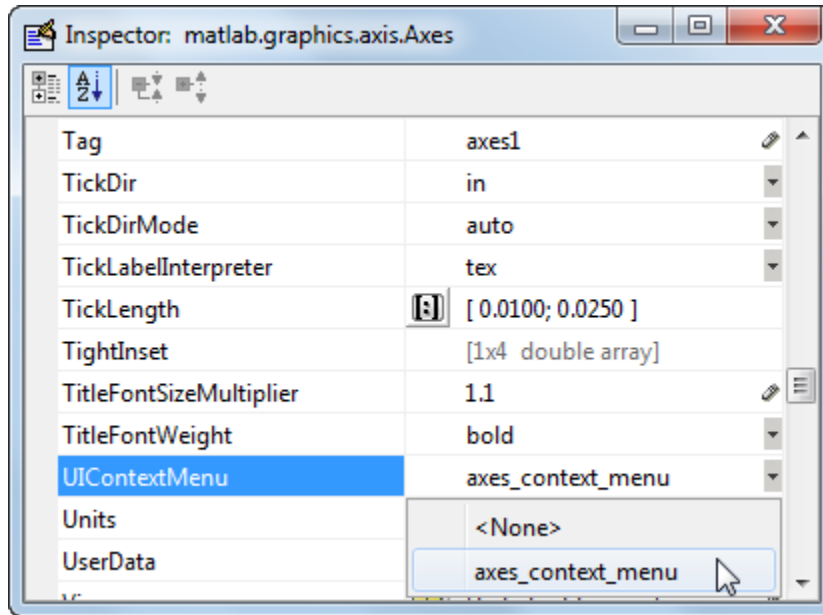 Inspector: matlab.graphics.axis.Axes
Tag axes1
TickDir in
TickDirMode auto
TickLabelInterpreter tex
TickLength [ 0.0100; 0.0250 ]
TightInset [1x4 double array]
TitleFontSizeMultiplier 1.1
TitleFontWeight bold
UIContextMenu axes_context_menu
Units <None>
UserData axes_context_menu